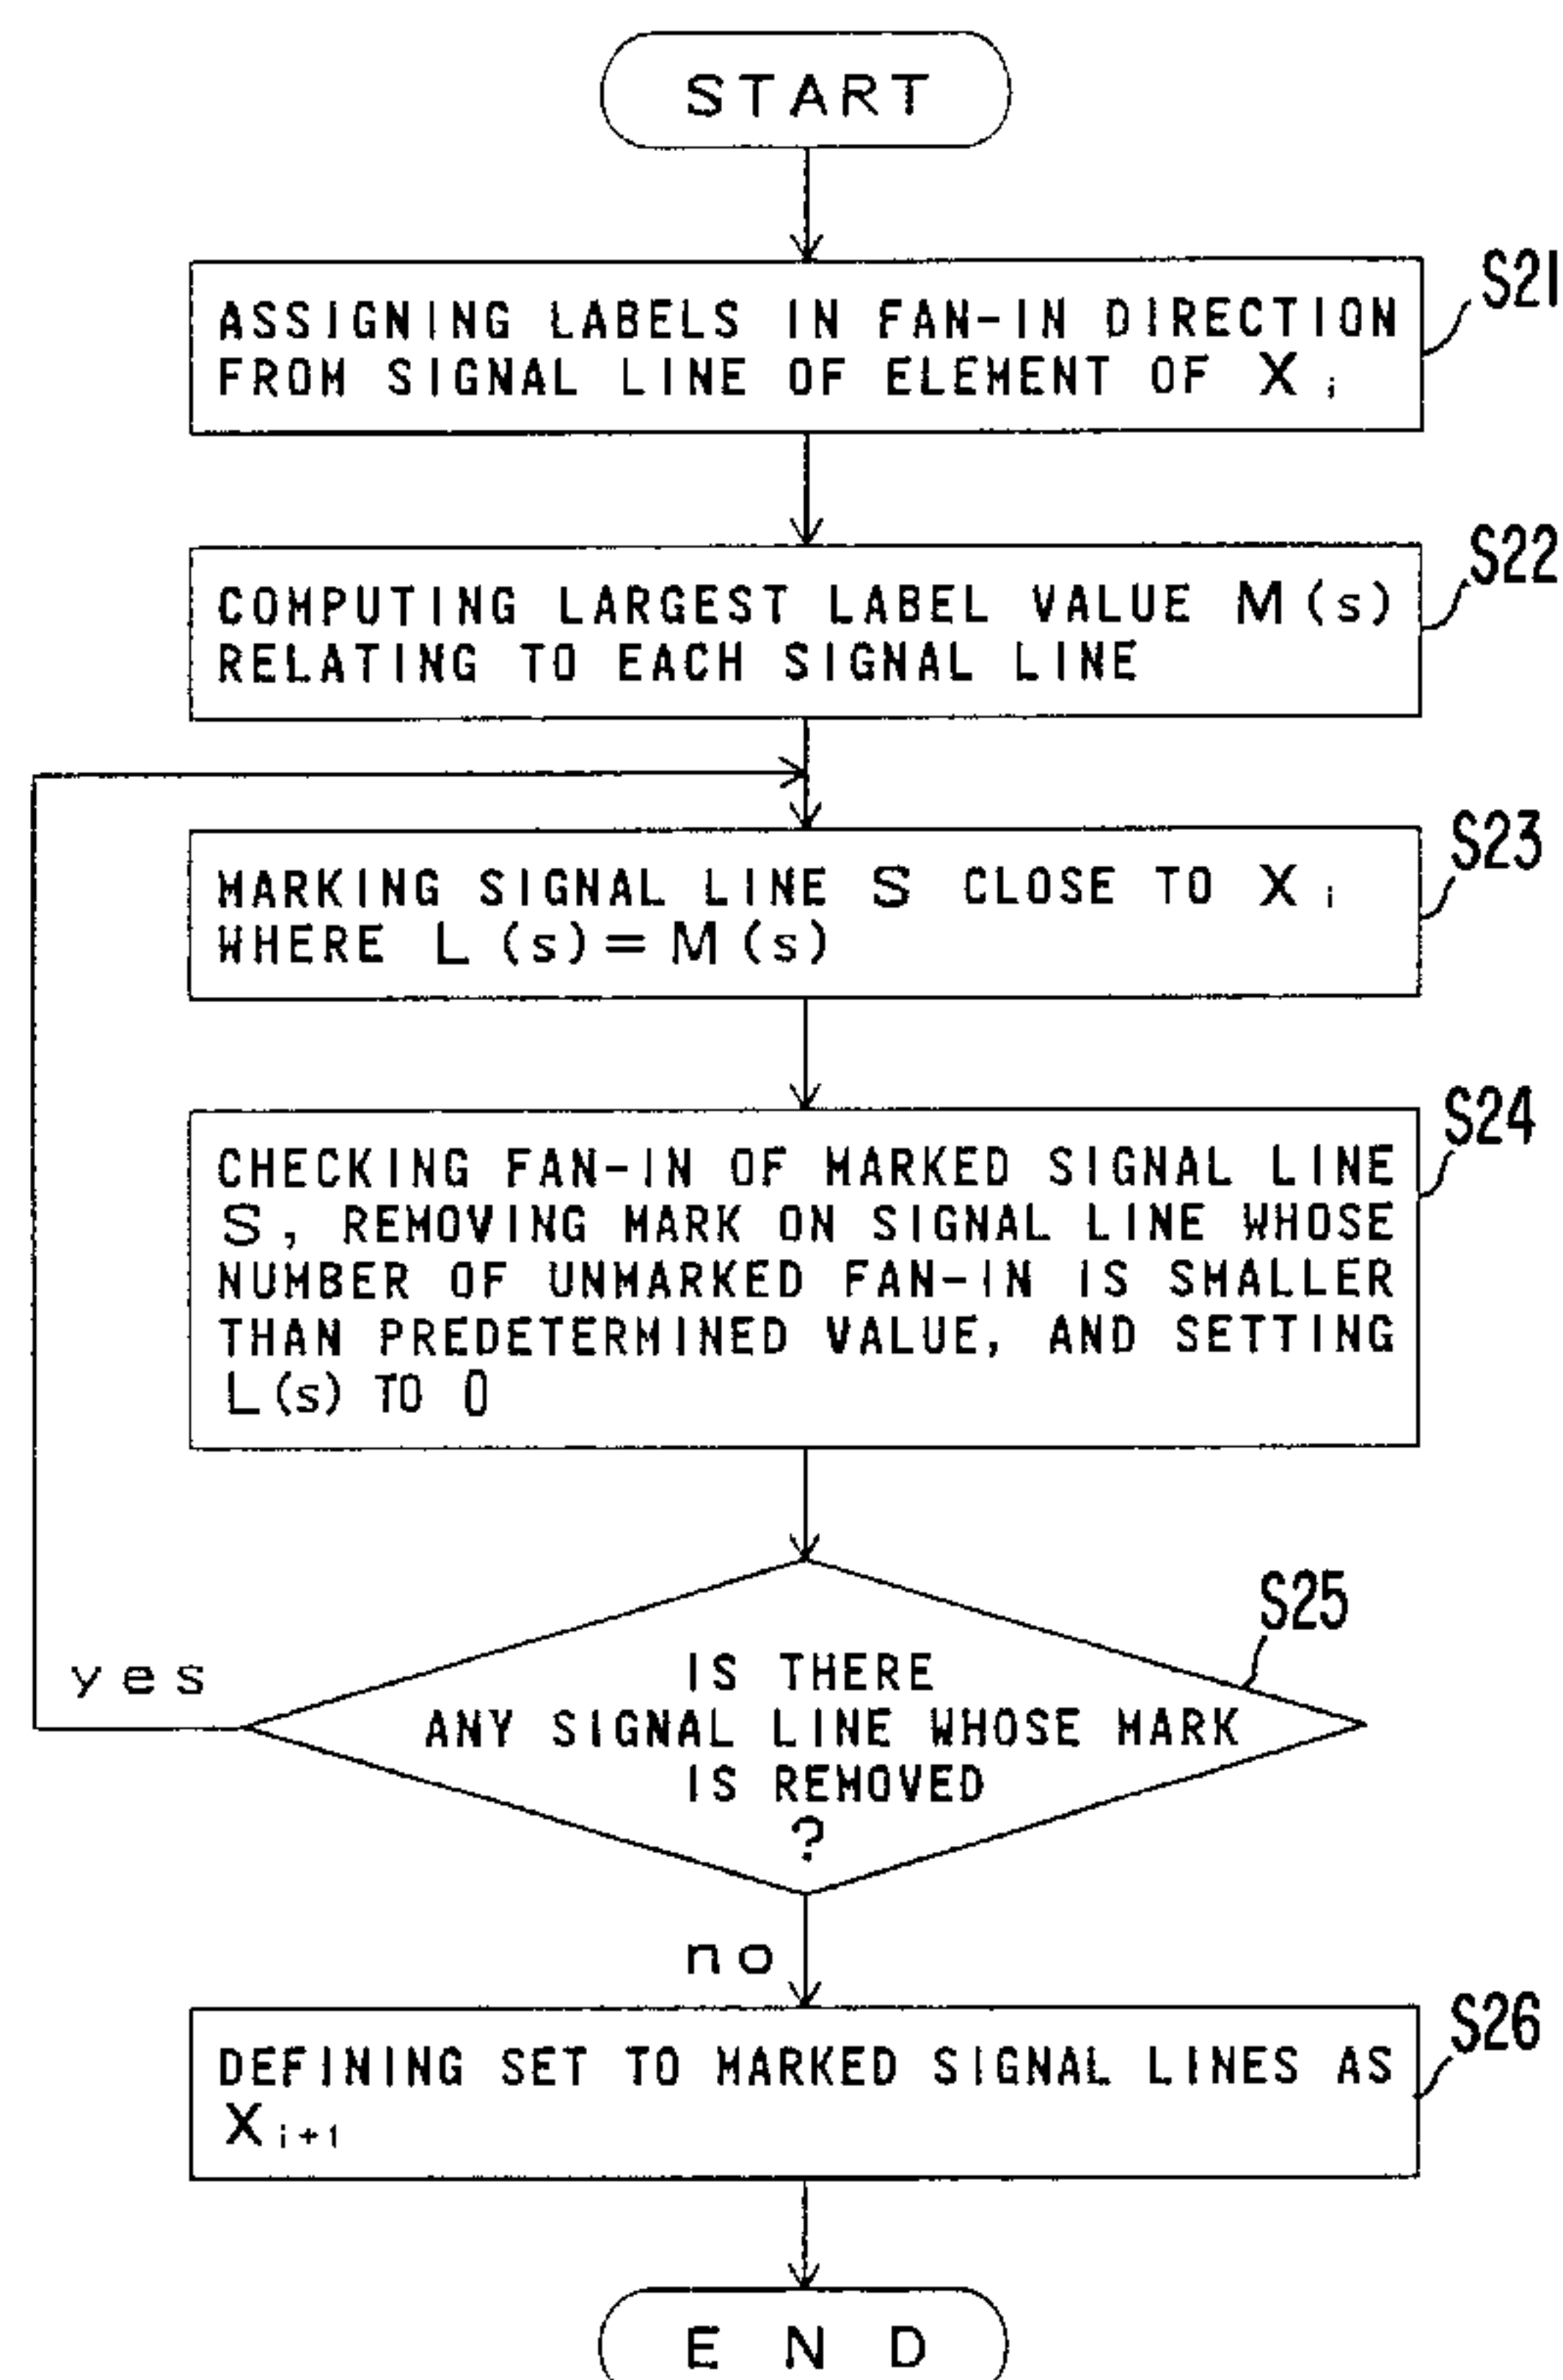 START
S21
ASSIGNING LABELS IN FAN-IN DIRECTION
FROM SIGNAL LINE OF ELEMENT OF X i
S22
COMPUTING LARGEST LABEL VALUE M(s)
RELATING TO EACH SIGNAL LINE
S23
MARKING SIGNAL LINE S CLOSE TO X i
WHERE L(s)=M(s)
S24
CHECKING FAN-IN OF MARKED SIGNAL LINE
S, REMOVING MARK ON SIGNAL LINE WHOSE
NUMBER OF UNMARKED FAN-IN IS SMALLER
THAN PREDETERMINED VALUE, AND SETTING
L(s) TO 0
S25
IS THERE
ANY SIGNAL LINE WHOSE MARK
IS REMOVED
?
yes
no
S26
DEFINING SET TO MARKED SIGNAL LINES AS
X i+1
END